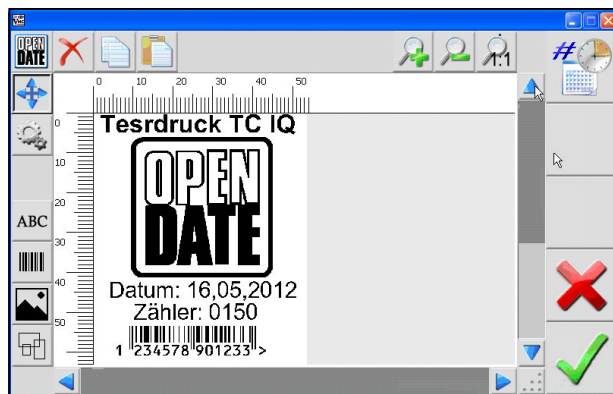 OPEN
DATE
1:1
#
0 10 20 30 40 50
0
10
20
30
40
50
ABC
Tesrdruck TC IQ
OPEN
DATE
Datum: 16,05,2012
Zähler: 0150
1 234578 901233 >